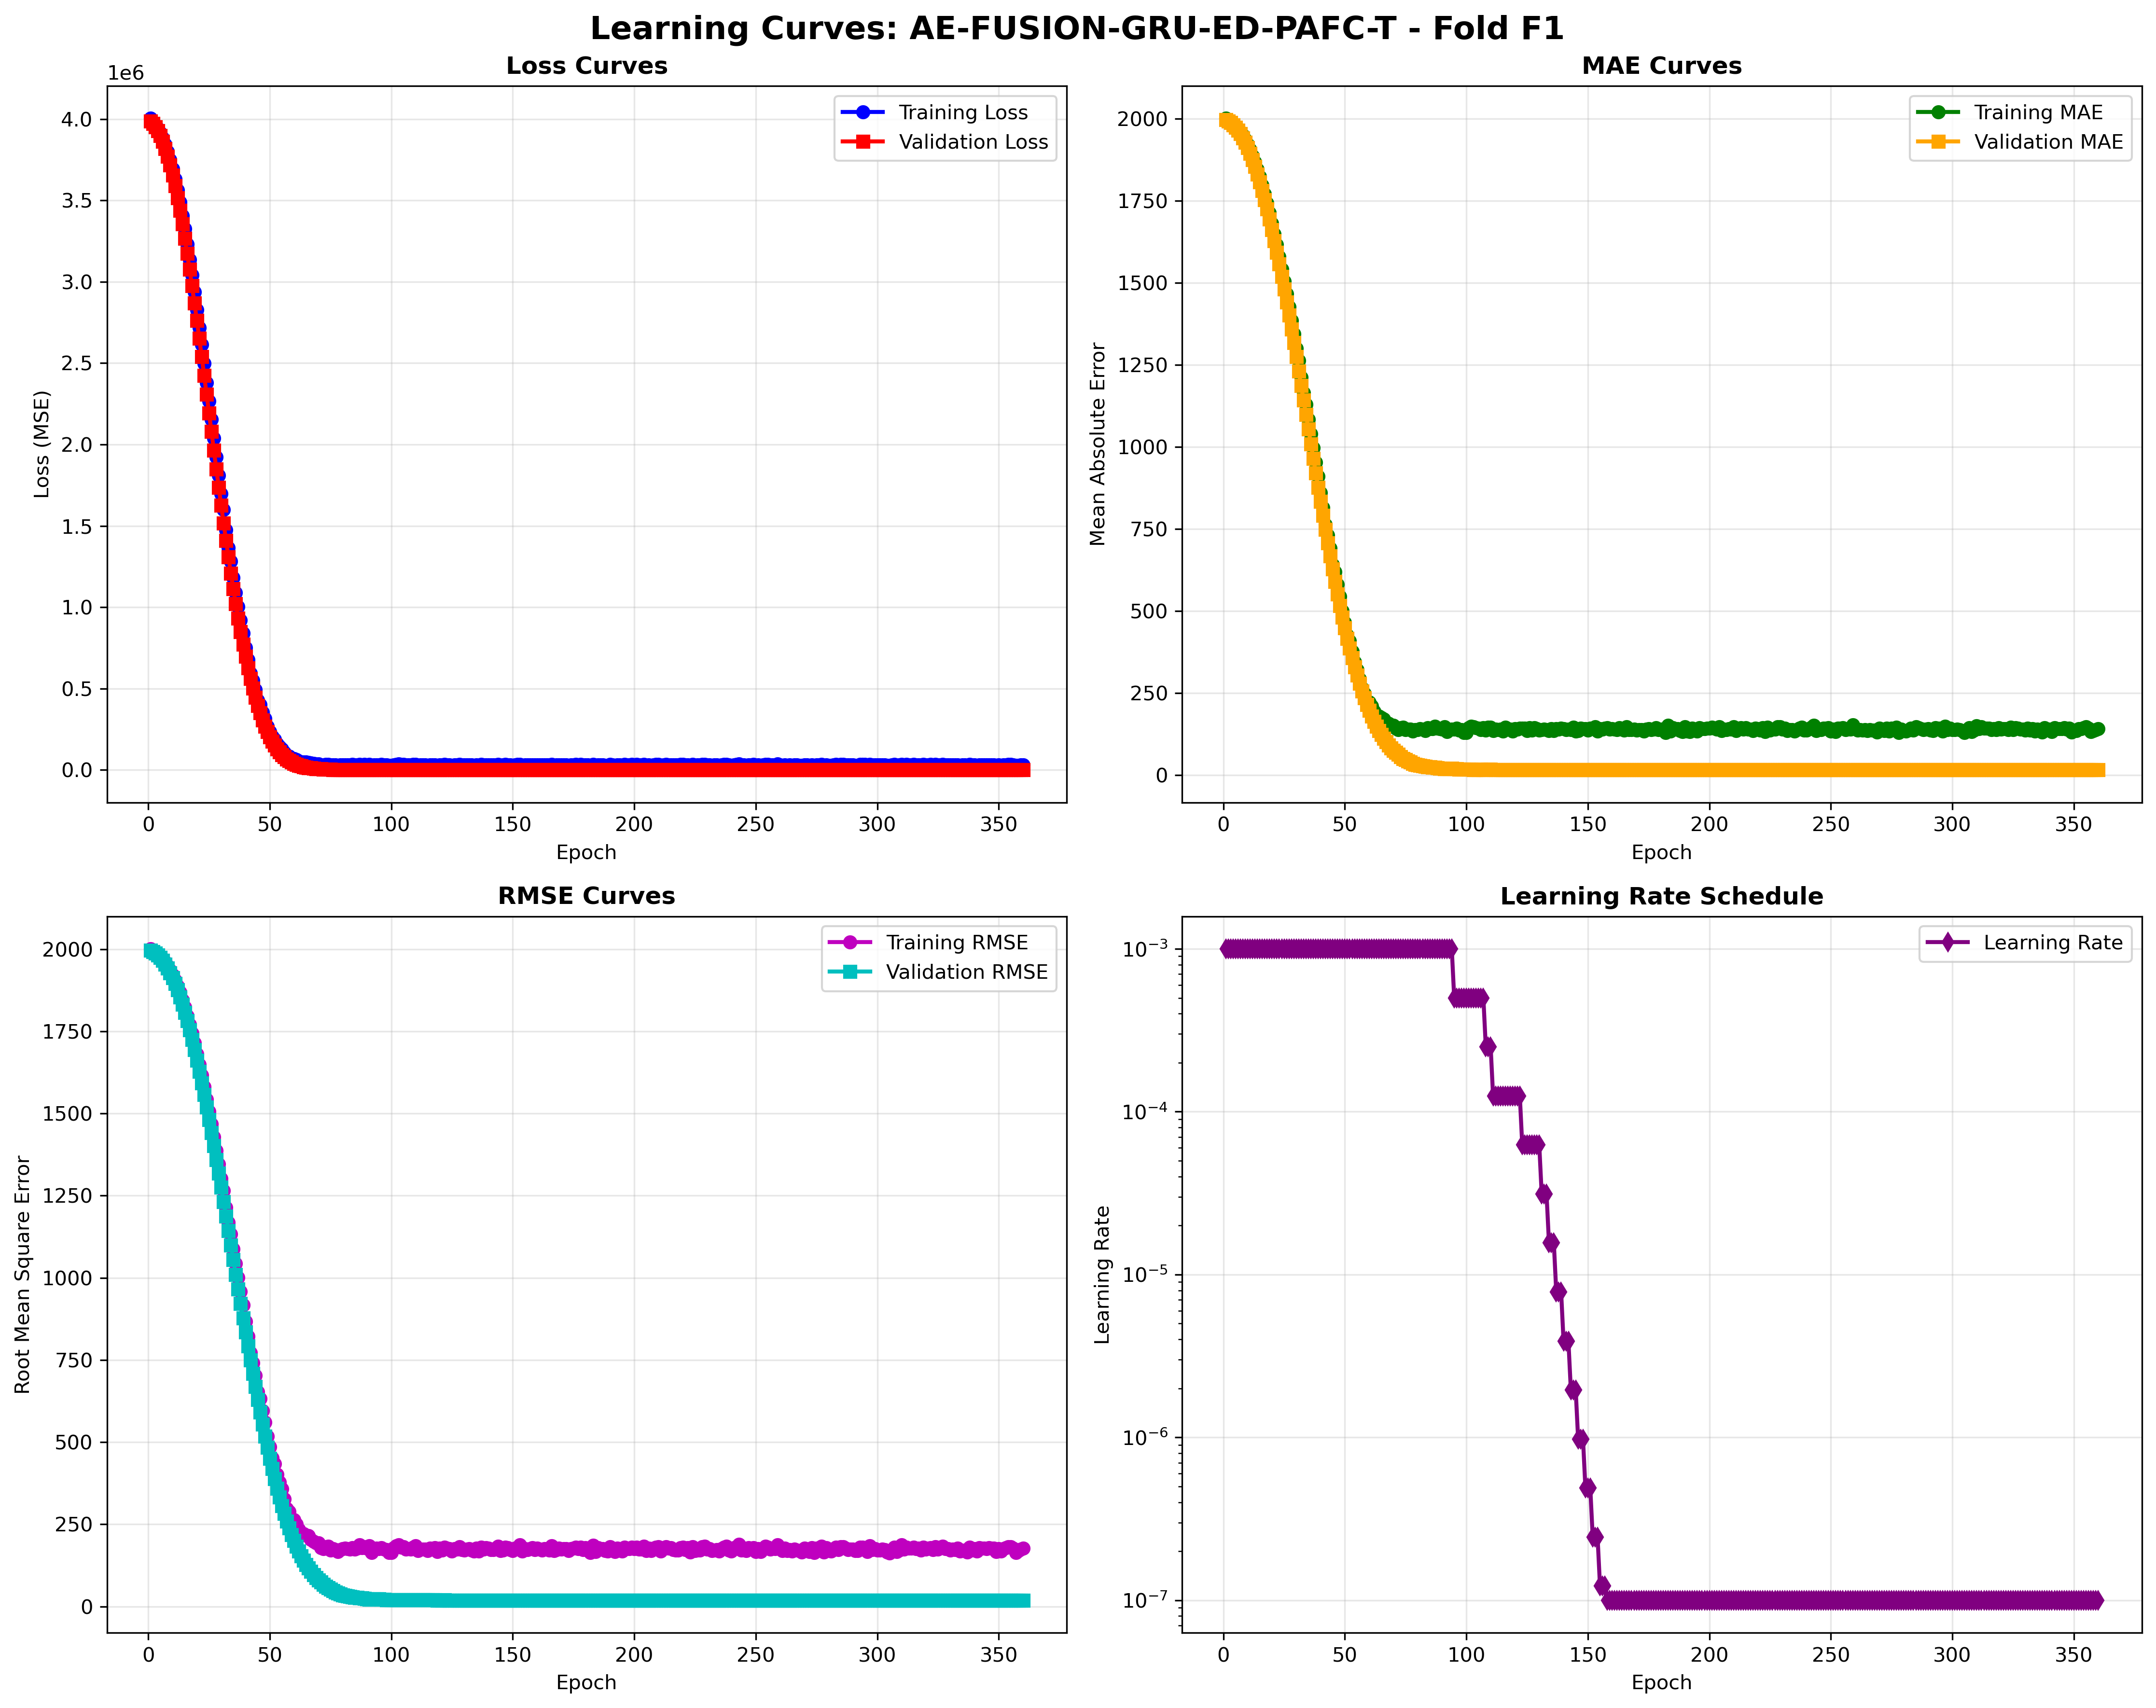 Learning Curves: AE-FUSION-GRU-ED-PAFC-T - Fold F1
Loss Curves
1e6
Training Loss
Validation Loss
4.0
3.5
3.0
2.5
2.0
1.5
1.0
0.5
0.0
Loss (MSE)
0 50 100 150 200 250 300 350
Epoch
MAE Curves
Training MAE
Validation MAE
2000
1750
1500
1250
1000
750
500
250
0
Mean Absolute Error
0 50 100 150 200 250 300 350
Epoch
RMSE Curves
Training RMSE
Validation RMSE
2000
1750
1500
1250
1000
750
500
250
0
Root Mean Square Error
0 50 100 150 200 250 300 350
Epoch
Learning Rate Schedule
Learning Rate
10⁻³
10⁻⁴
10⁻⁵
10⁻⁶
10⁻⁷
Learning Rate
0 50 100 150 200 250 300 350
Epoch